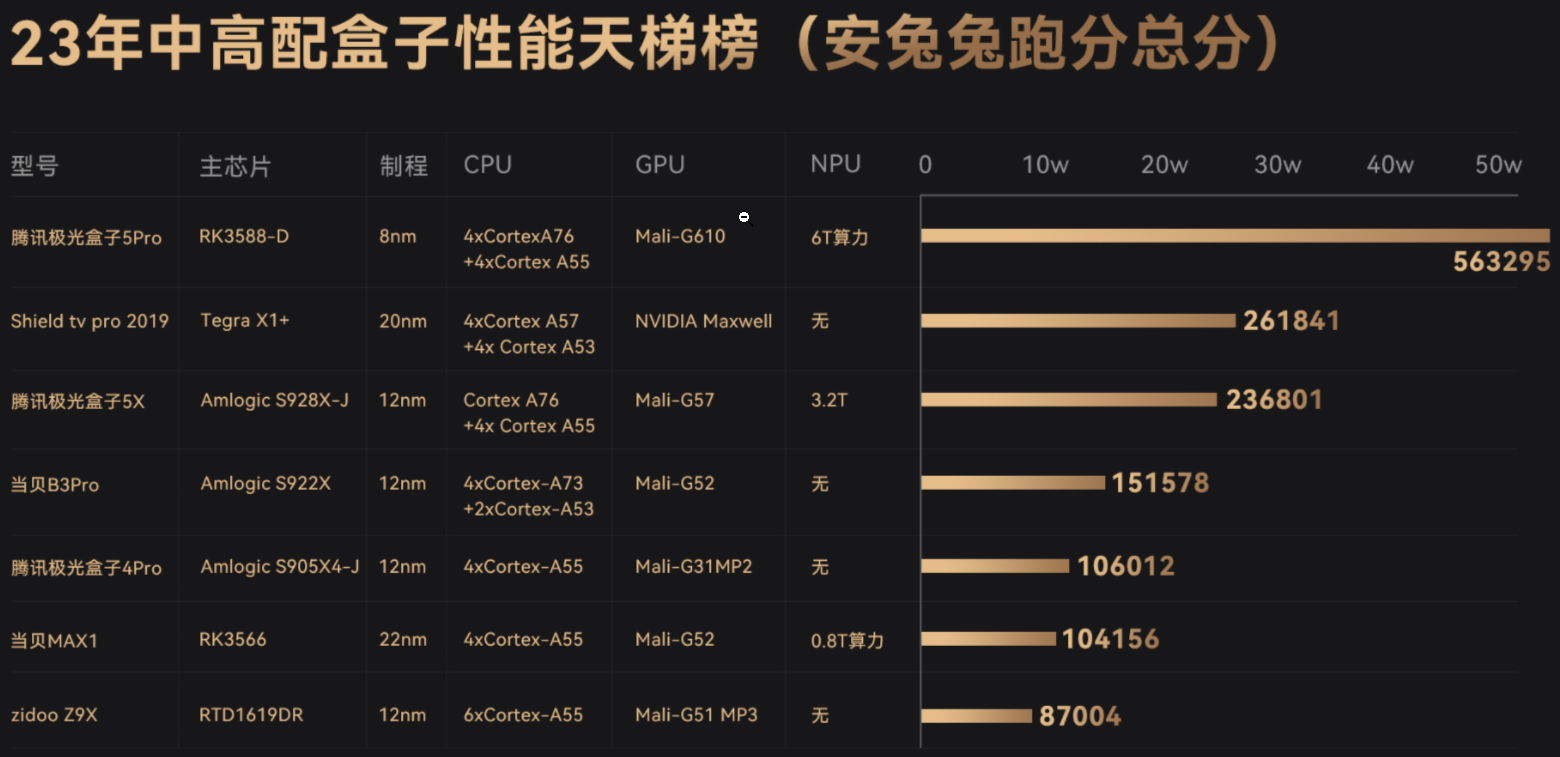 23年中高配盒子性能天梯榜（安兔兔跑分总分）
型号 主芯片 制程 CPU GPU NPU 0 10w 20w 30w 40w 50w
腾讯极光盒子5Pro RK3588-D 8nm 4xCortexA76 Mali-G610 6T算力
+4xCortex A55 563295
Shield tv pro 2019 Tegra X1+ 20nm 4xCortex A57 NVIDIA Maxwell 无 261841
+4x Cortex A53
腾讯极光盒子5X Amlogic S928X-J 12nm Cortex A76 Mali-G57 3.2T 236801
+4x Cortex A55
当贝B3Pro Amlogic S922X 12nm 4xCortex-A73 Mali-G52 无 151578
+2xCortex-A53
腾讯极光盒子4Pro Amlogic S905X4-J 12nm 4xCortex-A55 Mali-G31MP2 无 106012
当贝MAX1 RK3566 22nm 4xCortex-A55 Mali-G52 0.8T算力 104156
zidoo Z9X RTD1619DR 12nm 6xCortex-A55 Mali-G51 MP3 无 87004